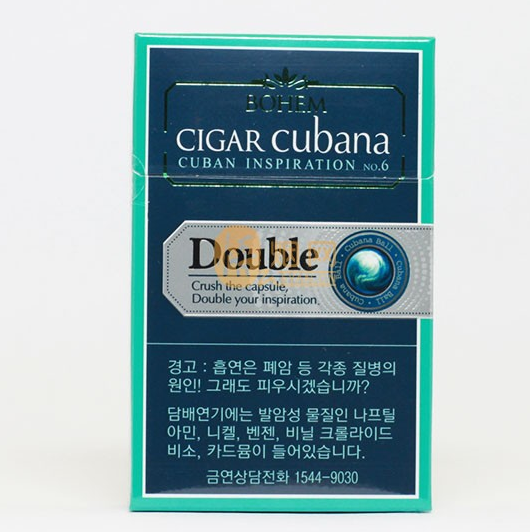 BOHEM
CIGAR cubana
CUBAN INSPIRATION NO.6
Double
Crush the capsule,
Double your inspiration.
Cubana Ball · Cubana Ball · Cubana Ball
경고 : 흡연은 폐암 등 각종 질병의
원인! 그래도 피우시겠습니까?
담배연기에는 발암성 물질인 나프틸
아민, 니켈, 벤젠, 비닐 크롤라이드
비소, 카드뮴이 들어있습니다.
금연상담전화 1544-9030